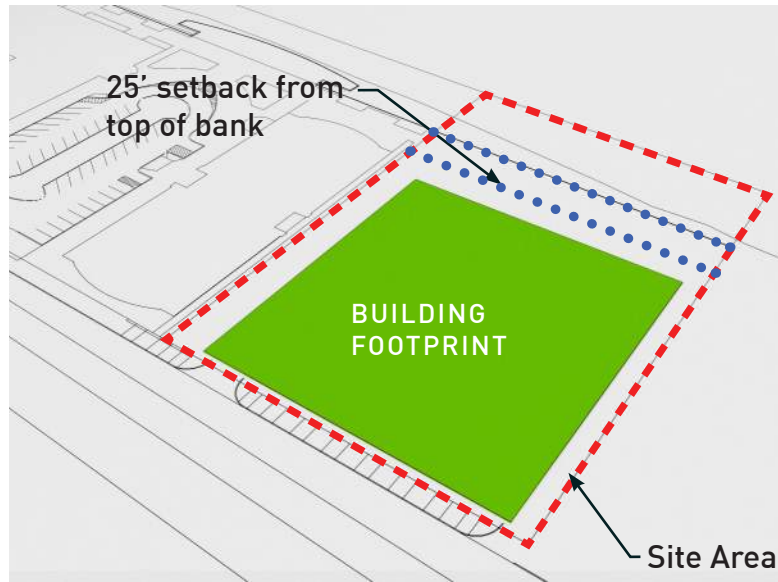 25’ setback from
top of bank
BUILDING
FOOTPRINT
Site Area